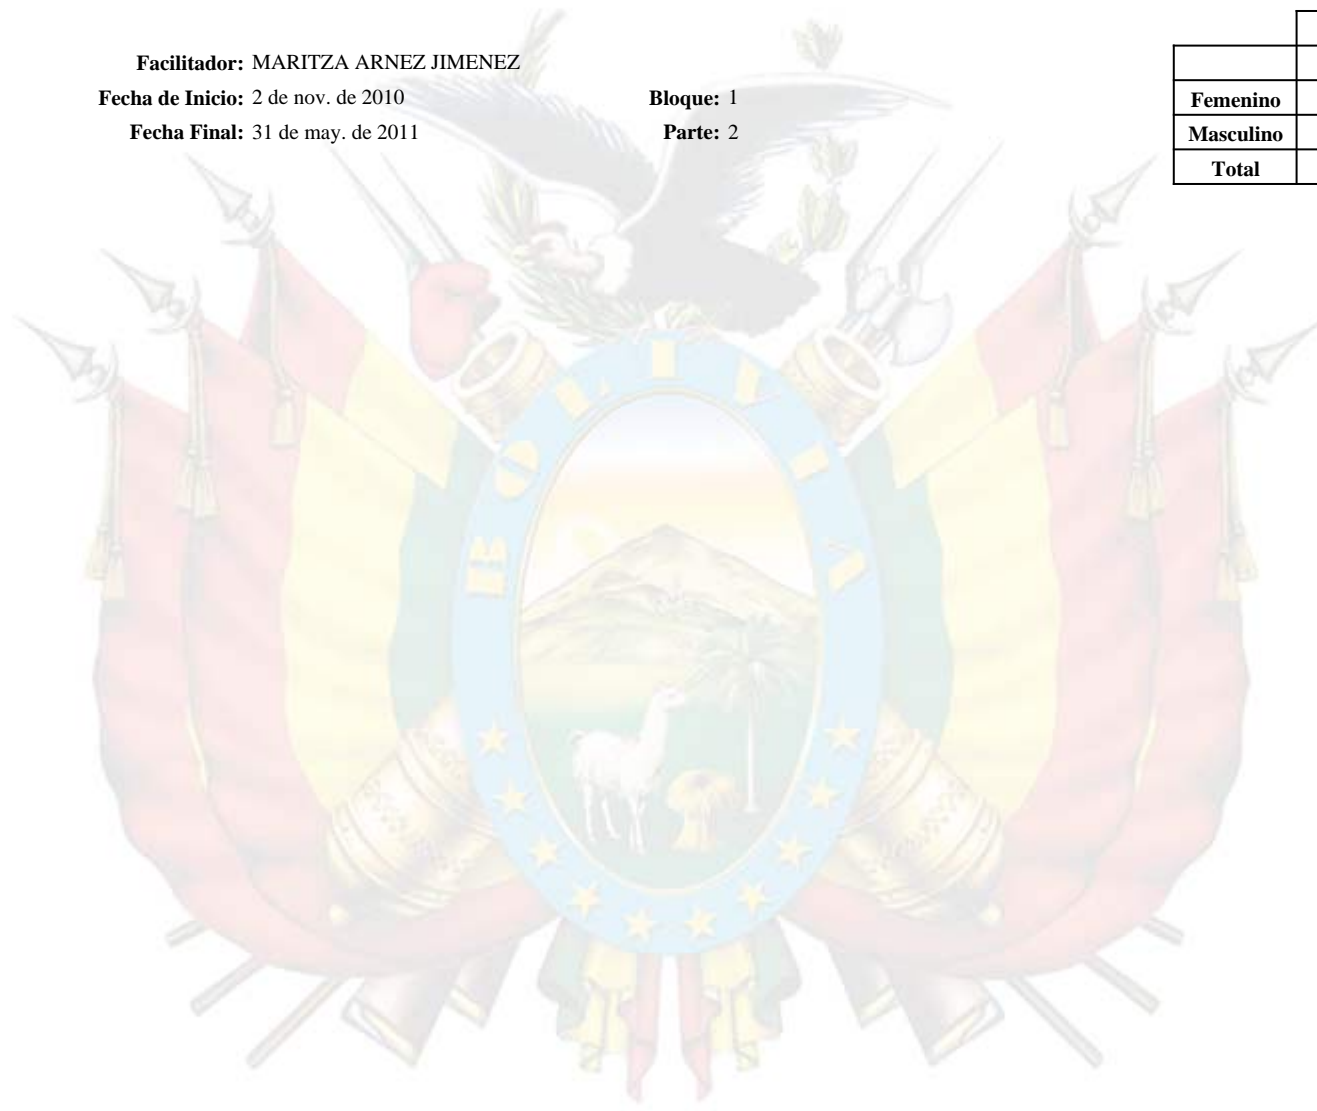 Facilitador: MARITZA ARNEZ JIMENEZ
Fecha de Inicio: 2 de nov. de 2010 Bloque: 1
Fecha Final: 31 de may. de 2011 Parte: 2
Femenino
Masculino
Total
BOLIVIA